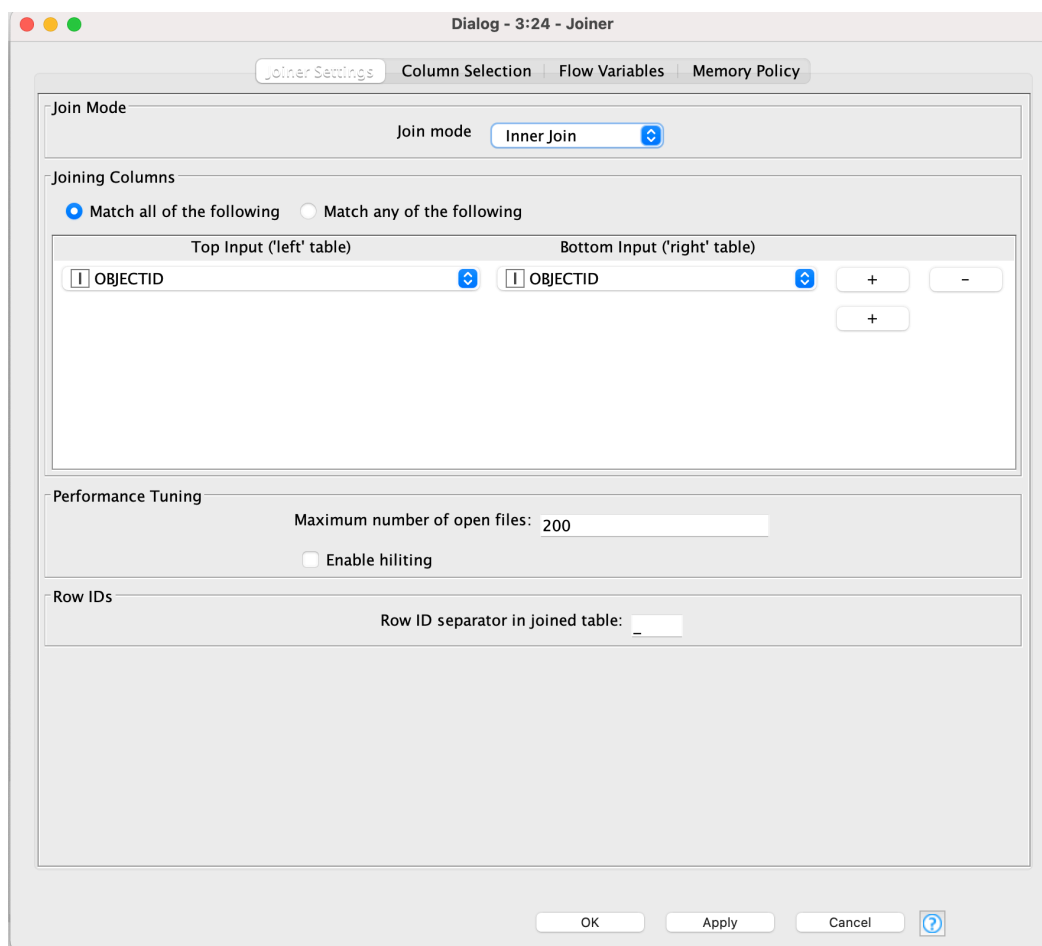 Dialog - 3:24 - Joiner
Joiner Settings Column Selection Flow Variables Memory Policy
Join Mode
Join mode Inner Join
Joining Columns
Match all of the following Match any of the following
Top Input ('left' table) Bottom Input ('right' table)
I OBJECTID I OBJECTID + -
+
Performance Tuning
Maximum number of open files: 200
Enable hiliting
Row IDs
Row ID separator in joined table: _
OK Apply Cancel ?